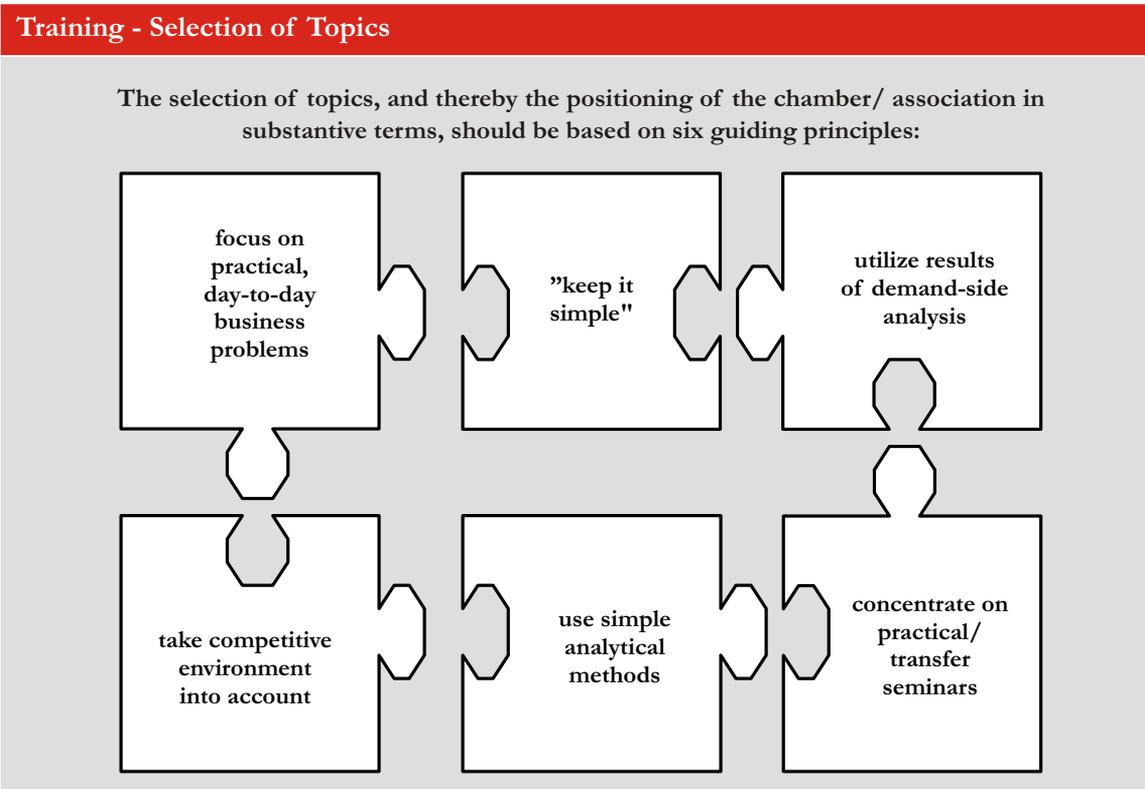 Training - Selection of Topics
The selection of topics, and thereby the positioning of the chamber/ association in
substantive terms, should be based on six guiding principles:
focus on
practical,
day-to-day
business
problems
”keep it
simple"
utilize results
of demand-side
analysis
take competitive
environment
into account
use simple
analytical
methods
concentrate on
practical/
transfer
seminars